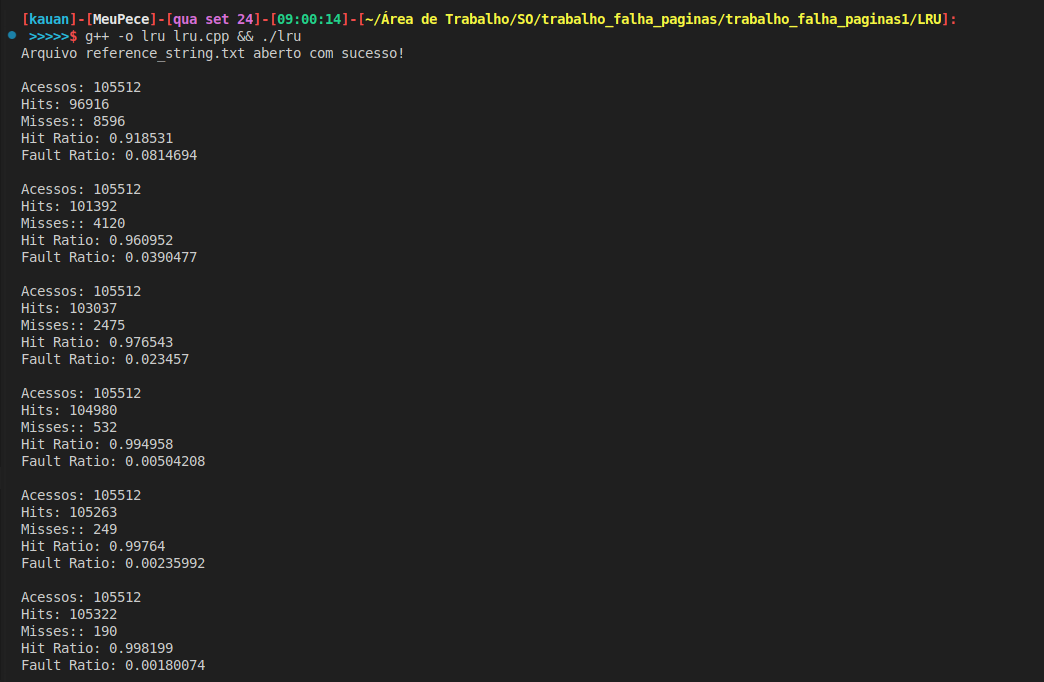 [kauan]-[MeuPece]-[qua set 24]-[09:00:14]-[~/Área de Trabalho/SO/trabalho_falha_paginas/trabalho_falha_paginas1/LRU]:
>>>>>$ g++ -o lru lru.cpp && ./lru
Arquivo reference_string.txt aberto com sucesso!
Acessos: 105512
Hits: 96916
Misses:: 8596
Hit Ratio: 0.918531
Fault Ratio: 0.0814694
Acessos: 105512
Hits: 101392
Misses:: 4120
Hit Ratio: 0.960952
Fault Ratio: 0.0390477
Acessos: 105512
Hits: 103037
Misses:: 2475
Hit Ratio: 0.976543
Fault Ratio: 0.023457
Acessos: 105512
Hits: 104980
Misses:: 532
Hit Ratio: 0.994958
Fault Ratio: 0.00504208
Acessos: 105512
Hits: 105263
Misses:: 249
Hit Ratio: 0.99764
Fault Ratio: 0.00235992
Acessos: 105512
Hits: 105322
Misses:: 190
Hit Ratio: 0.998199
Fault Ratio: 0.00180074